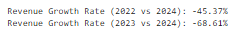 Revenue Growth Rate (2022 vs 2024): -45.37%
Revenue Growth Rate (2023 vs 2024): -68.61%